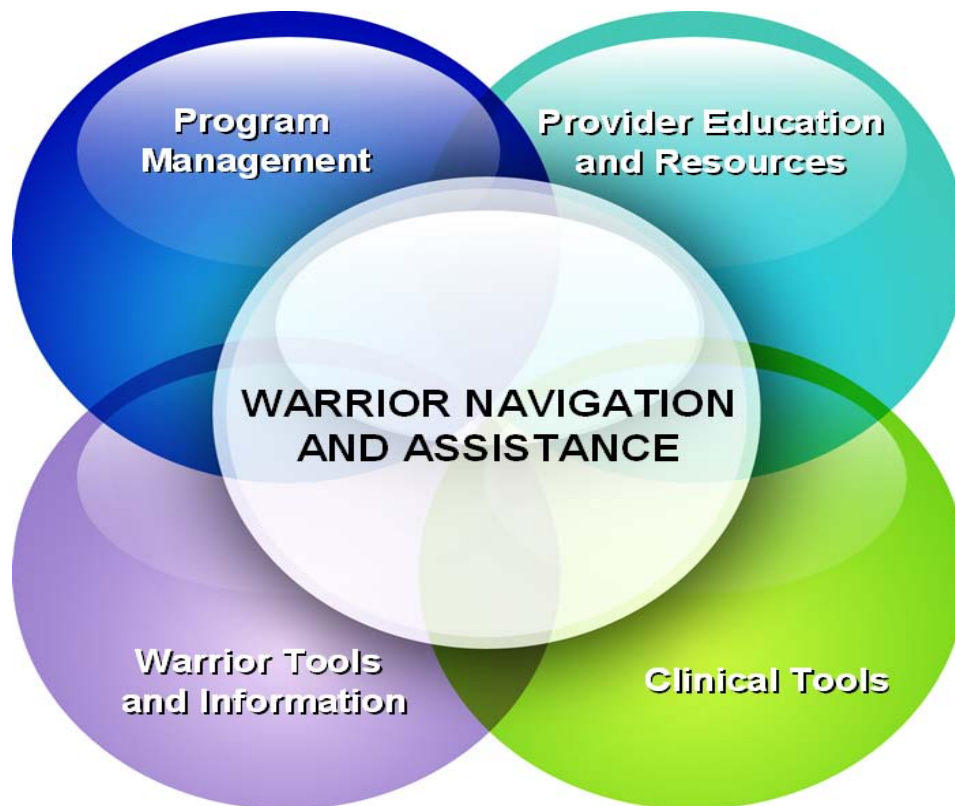 Program
Management
Provider Education
and Resources
WARRIOR NAVIGATION
AND ASSISTANCE
Warrior Tools
and Information
Clinical Tools